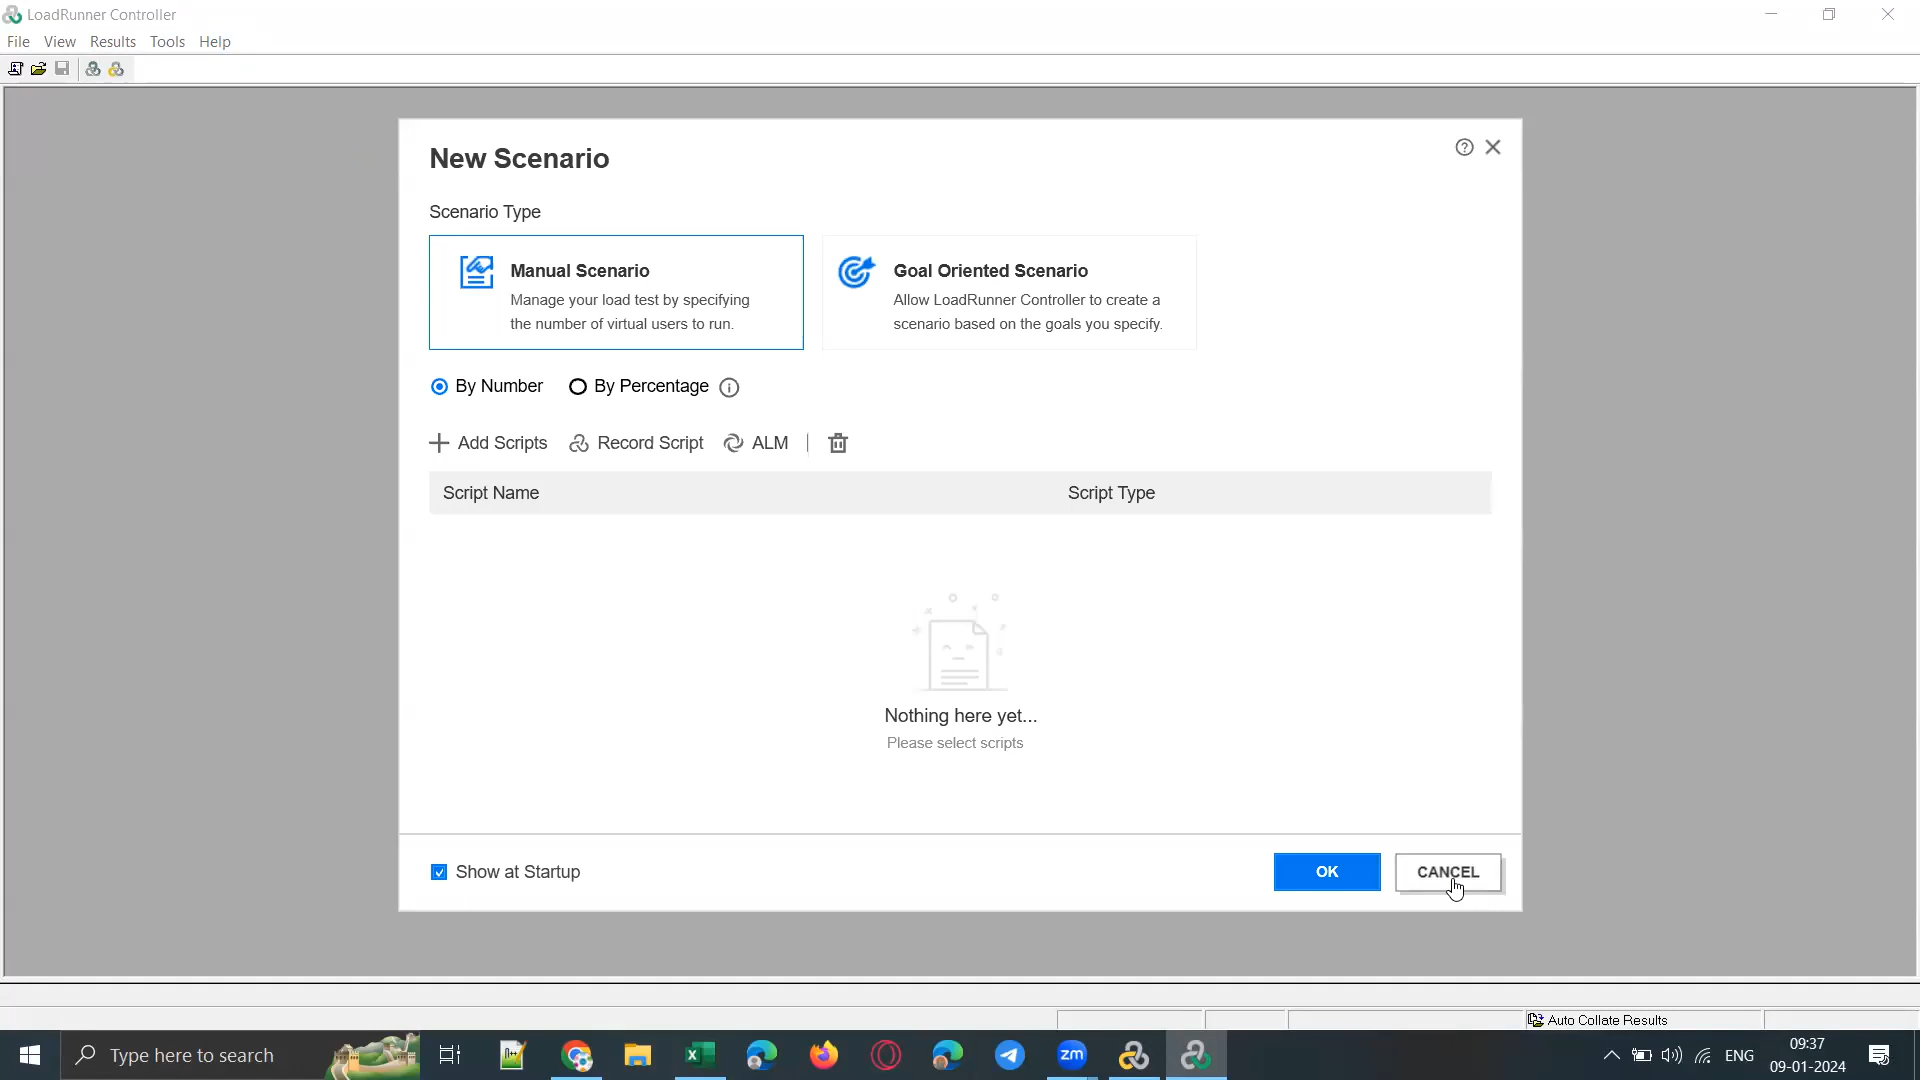 LoadRunner Controller
File View Results Tools Help
New Scenario
Scenario Type
Manual Scenario
Manage your load test by specifying
the number of virtual users to run.
Goal Oriented Scenario
Allow LoadRunner Controller to create a
scenario based on the goals you specify.
By Number By Percentage
Add Scripts Record Script ALM
Script Name Script Type
Nothing here yet...
Please select scripts
Show at Startup OK CANCEL
Auto Collate Results
Type here to search
zm
ENG
09:37
09-01-2024